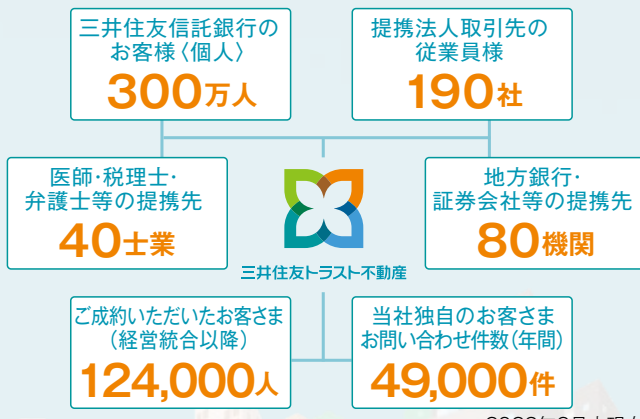 三井住友信託銀行の
お客様〈個人〉
300万人
提携法人取引先の
従業員様
190社
医師・税理士・
弁護士等の提携先
40士業
三井住友トラスト不動産
地方銀行・
証券会社等の提携先
80機関
ご成約いただいたお客さま
(経営統合以降)
124,000人
当社独自のお客さま
お問い合わせ件数(年間)
49,000件